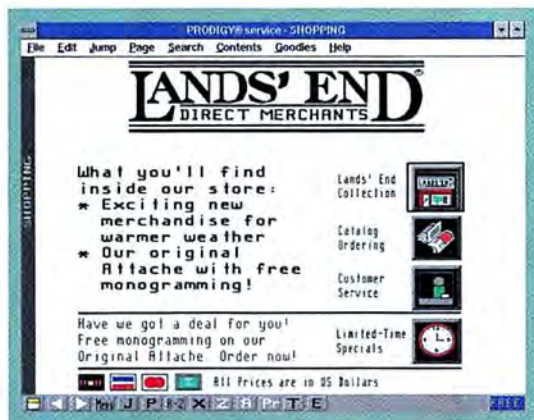 PRODIGY® service - SHOPPING
File Edit Jump Page Search Contents Goodies Help
LANDS' END®
DIRECT MERCHANTS
SHOPPING
What you'll find
inside our store:
* Exciting new
merchandise for
warmer weather
* Our original
Attache with free
monogramming!
Lands' End
Collection
Catalog
Ordering
Customer
Service
Have we got a deal for you!
Free monogramming on our
Original Attache. Order now!
Limited-Time
Specials
All Prices are in US Dollars
J P A-Z X Z A Pr T E
FREE